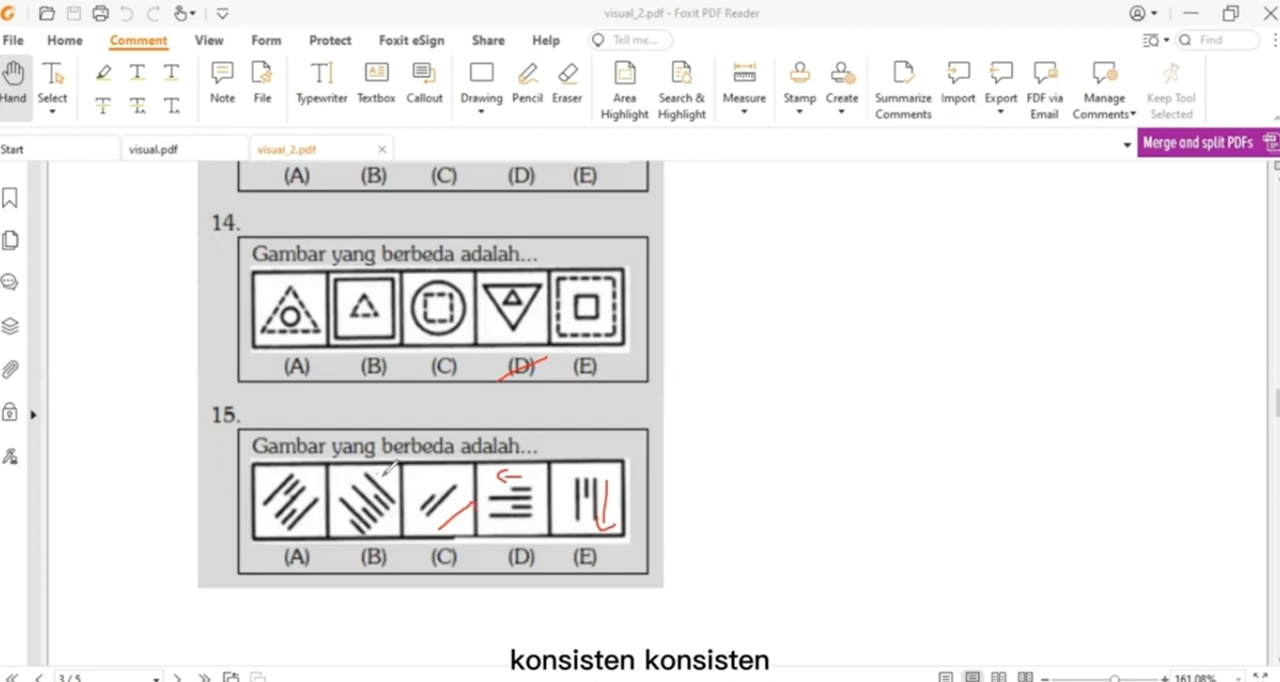 visual_2.pdf - Foxit PDF Reader
File Home Comment View Form Protect Foxit eSign Share Help Tell me... Find
Hand Select Note File Typewriter Textbox Callout Drawing Pencil Eraser Area Highlight Search & Highlight Measure Stamp Create Summarize Comments Import Export FDF via Email Manage Comments Keep Tool Selected
Start visual.pdf visual_2.pdf Merge and split PDFs
(A) (B) (C) (D) (E)
14.
Gambar yang berbeda adalah...
(A) (B) (C) (D) (E)
15.
Gambar yang berbeda adalah...
(A) (B) (C) (D) (E)
konsisten konsisten
3/5 161.08%